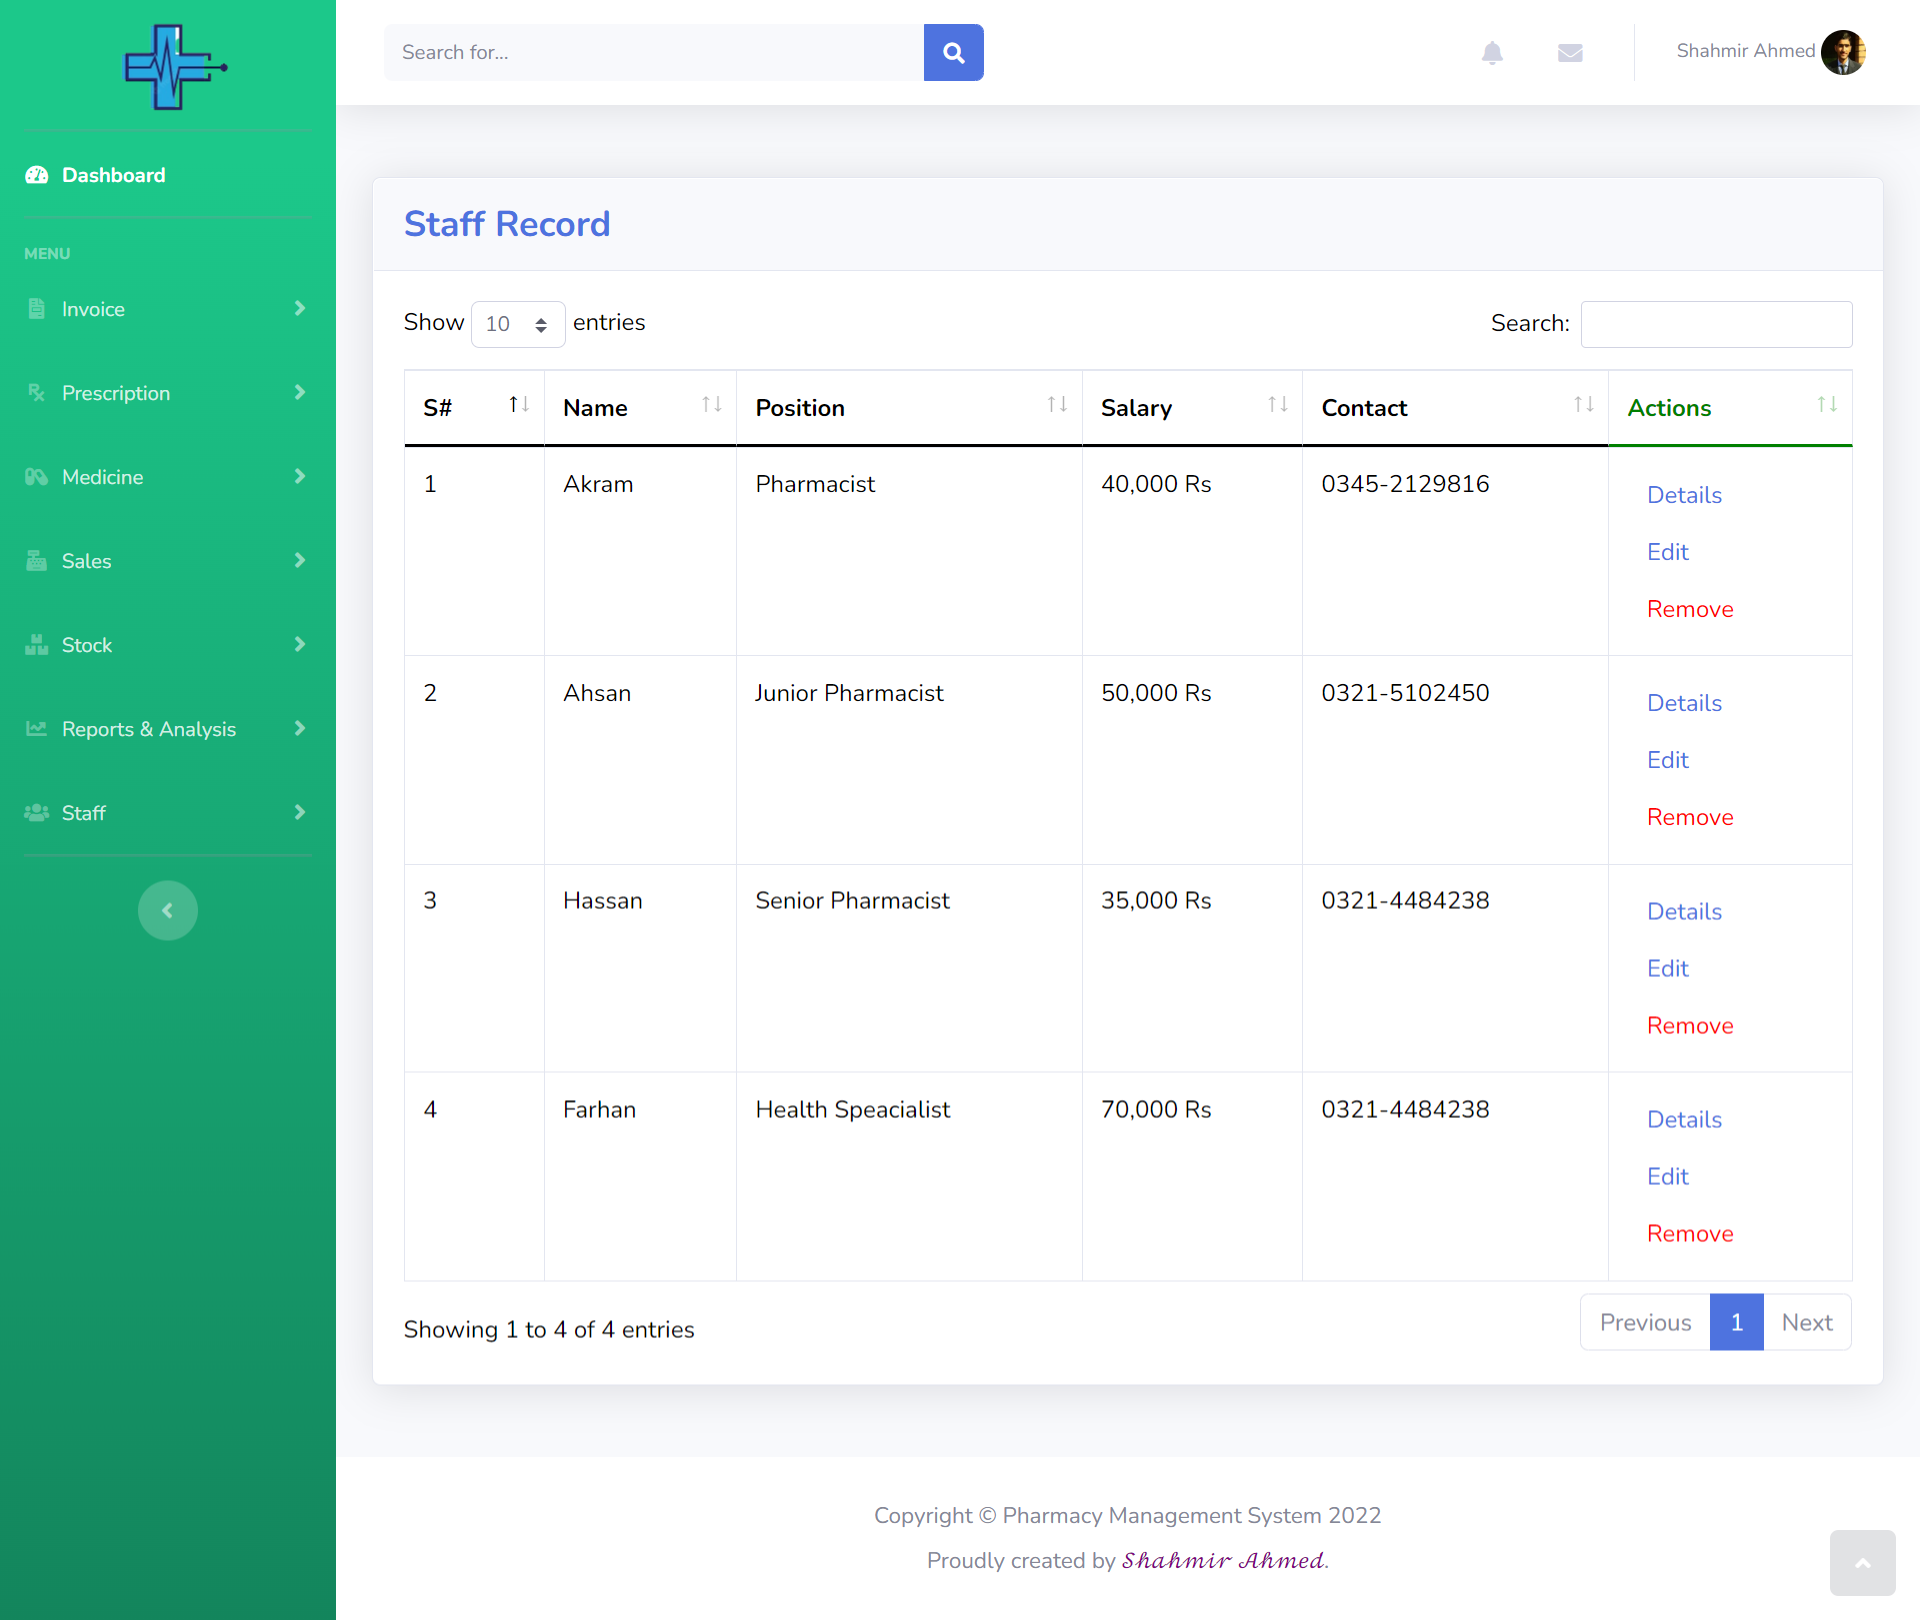 Search for...
Shahmir Ahmed
Dashboard
MENU
Invoice
Prescription
Medicine
Sales
Stock
Reports & Analysis
Staff
Staff Record
Show 10 entries
Search:
S# Name Position Salary Contact Actions
1 Akram Pharmacist 40,000 Rs 0345-2129816 Details
Edit
Remove
2 Ahsan Junior Pharmacist 50,000 Rs 0321-5102450 Details
Edit
Remove
3 Hassan Senior Pharmacist 35,000 Rs 0321-4484238 Details
Edit
Remove
4 Farhan Health Speacialist 70,000 Rs 0321-4484238 Details
Edit
Remove
Showing 1 to 4 of 4 entries
Previous 1 Next
Copyright © Pharmacy Management System 2022
Proudly created by Shahmir Ahmed.